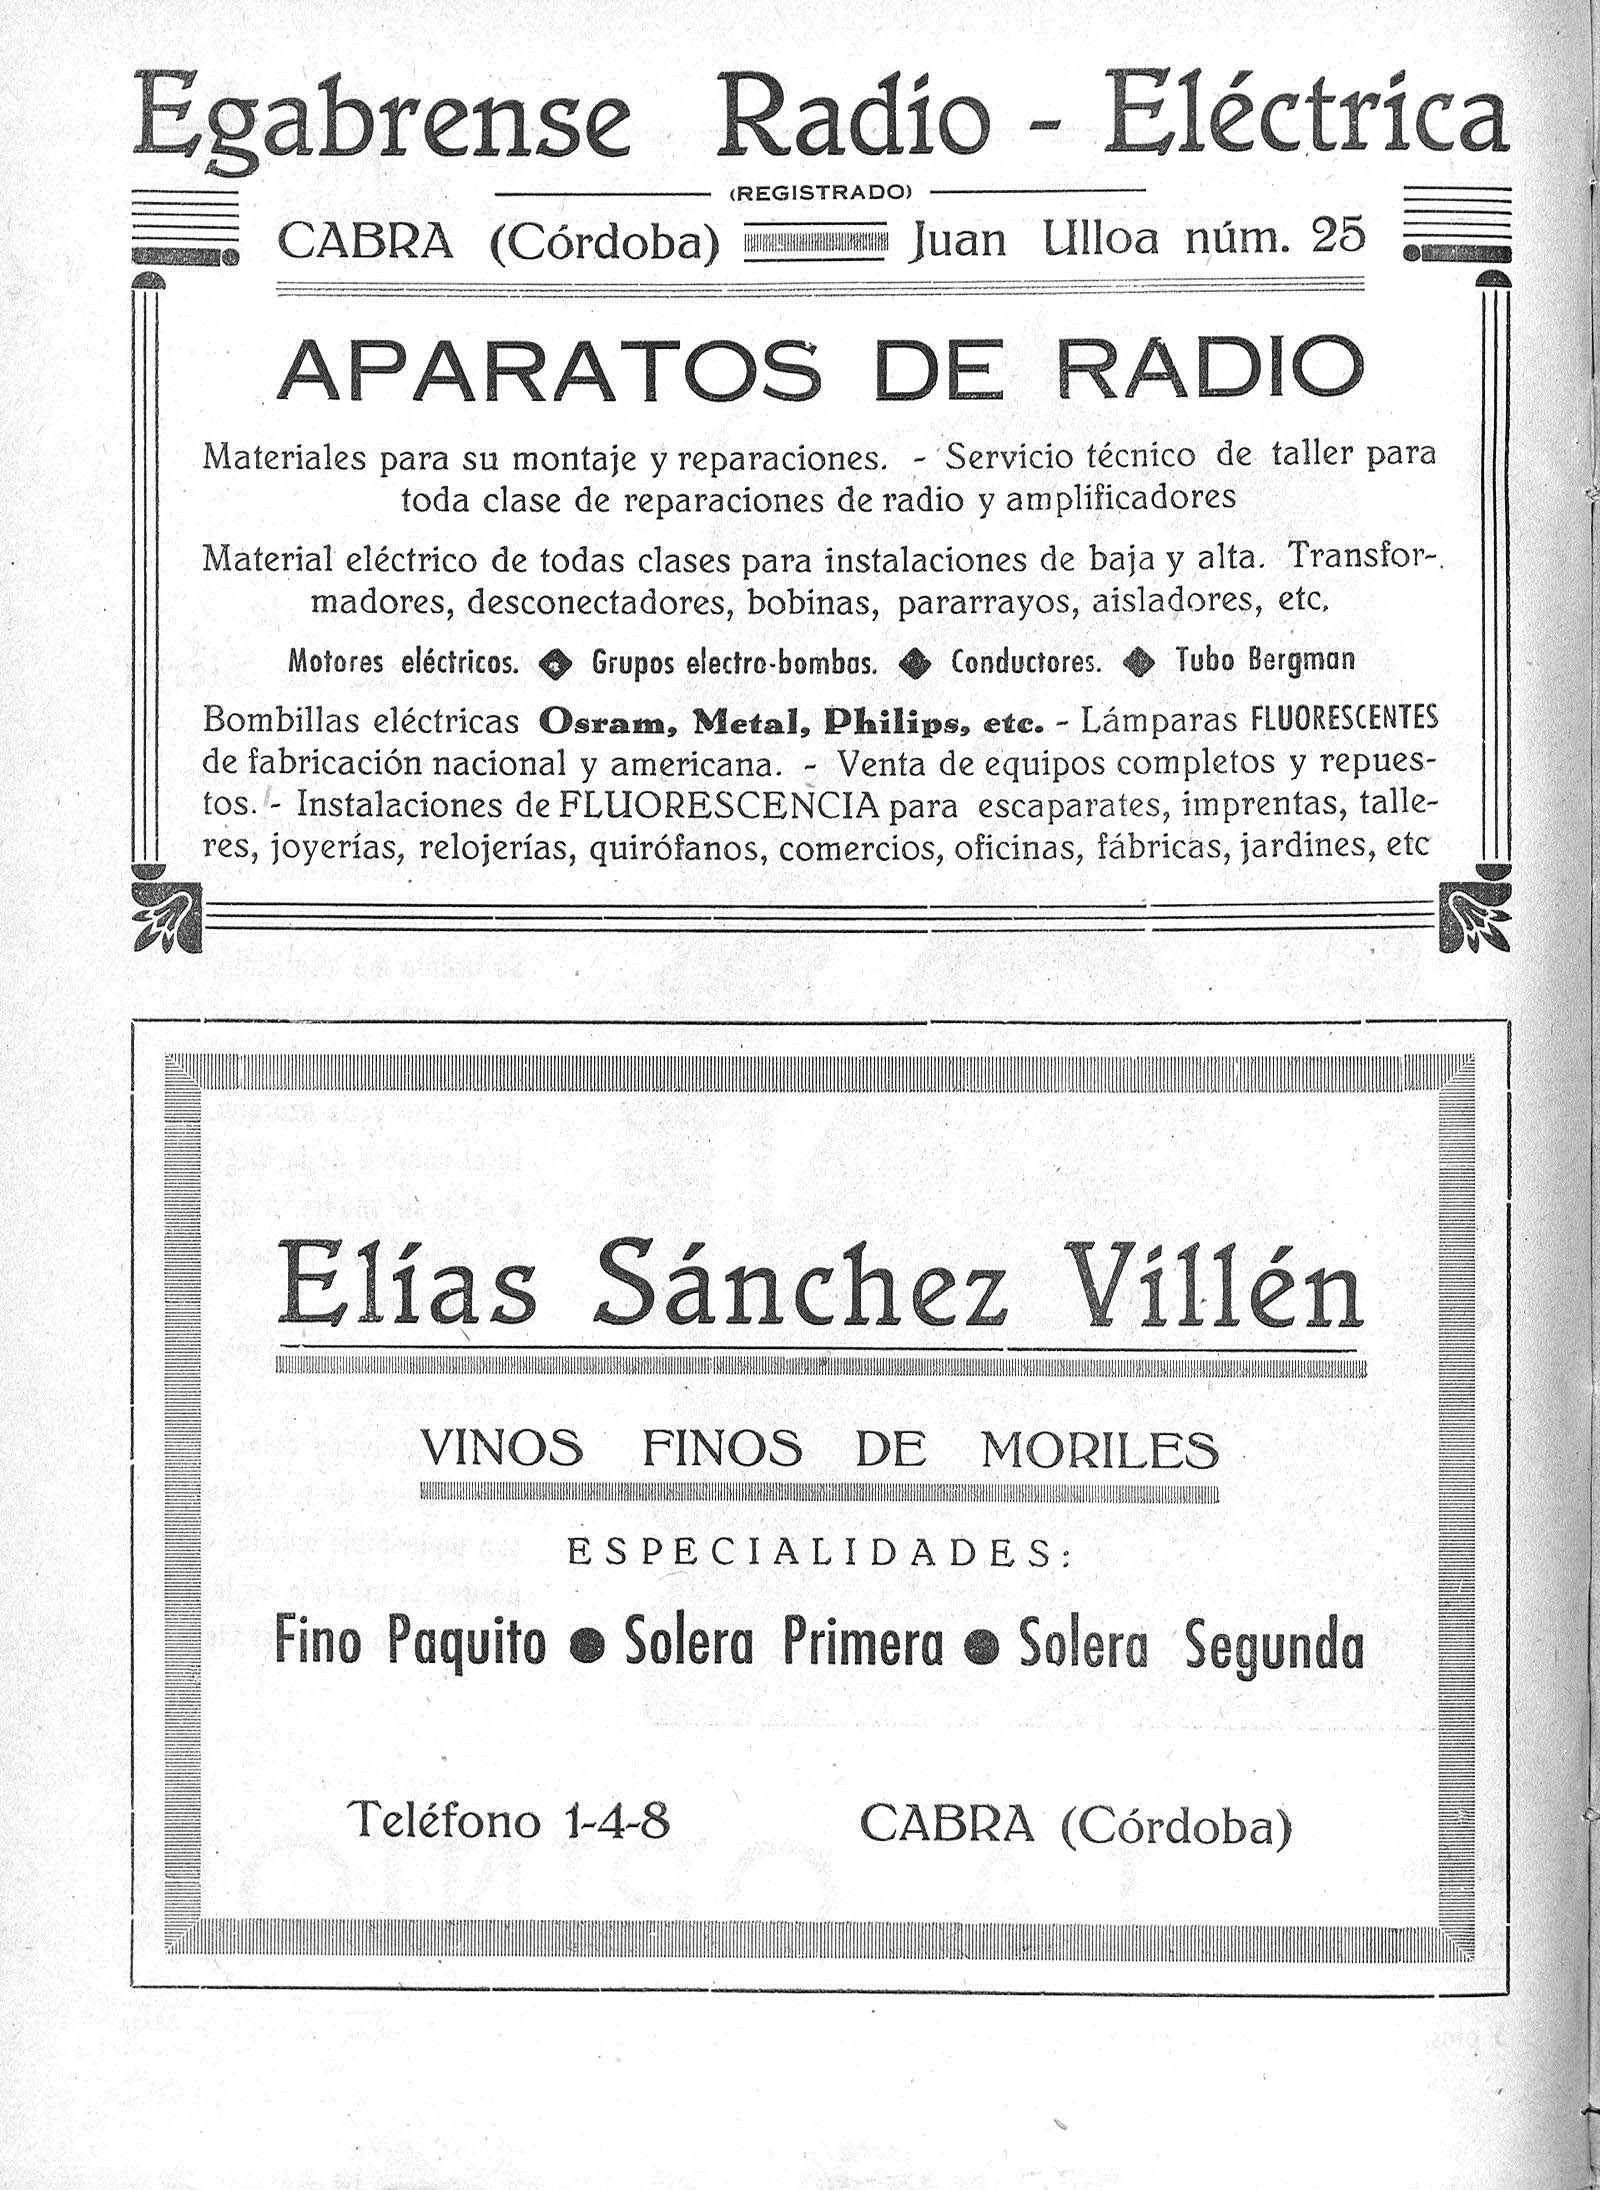 Egabrense Radio - Eléctrica
(REGISTRADO)
CABRA (Córdoba) Juan Ulloa núm. 25
APARATOS DE RADIO
Materiales para su montaje y reparaciones. - Servicio técnico de taller para
toda clase de reparaciones de radio y amplificadores
Material eléctrico de todas clases para instalaciones de baja y alta. Transfor-
madores, desconectadores, bobinas, pararrayos, aisladores, etc.
Motores eléctricos. ◆ Grupos electro-bombas. ◆ Conductores. ◆ Tubo Bergman
Bombillas eléctricas Osram, Metal, Philips, etc. - Lámparas FLUORESCENTES
de fabricación nacional y americana. - Venta de equipos completos y repues-
tos. - Instalaciones de FLUORESCENCIA para escaparates, imprentas, talle-
res, joyerías, relojerías, quirófanos, comercios, oficinas, fábricas, jardines, etc
Elías Sánchez Villén
VINOS FINOS DE MORILES
ESPECIALIDADES:
Fino Paquito ● Solera Primera ● Solera Segunda
Teléfono 1-4-8 CABRA (Córdoba)